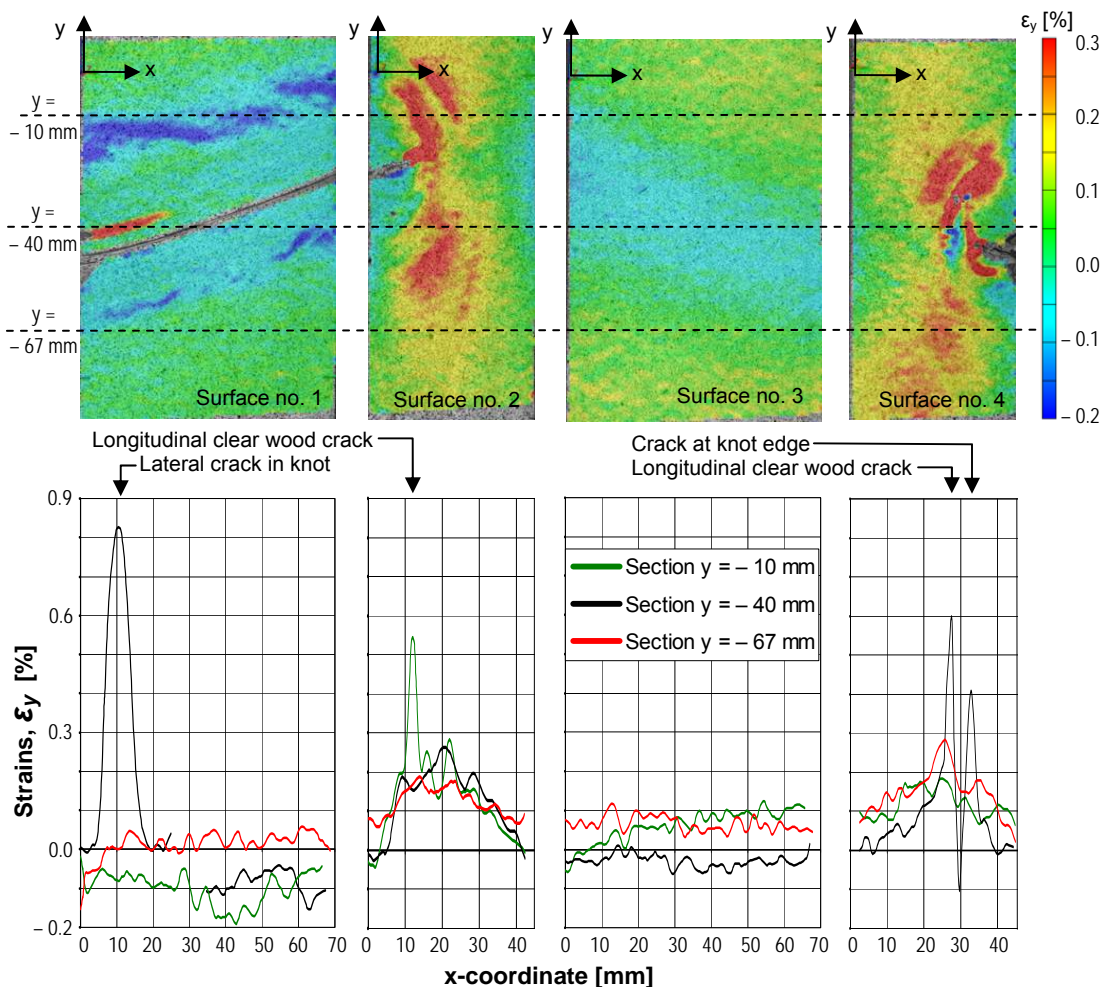 y
x
y
x
y
x
y
x
εy [%]
0.3
0.2
0.1
0.0
– 0.1
– 0.2
y =
– 10 mm
y =
– 40 mm
y =
– 67 mm
Surface no. 1
Surface no. 2
Surface no. 3
Surface no. 4
Longitudinal clear wood crack
Lateral crack in knot
Crack at knot edge
Longitudinal clear wood crack
Strains, εy [%]
0.9
0.6
0.3
0.0
– 0.2
Section y = – 10 mm
Section y = – 40 mm
Section y = – 67 mm
0 10 20 30 40 50 60 70
0 10 20 30 40
0 10 20 30 40 50 60 70
0 10 20 30 40
x-coordinate [mm]